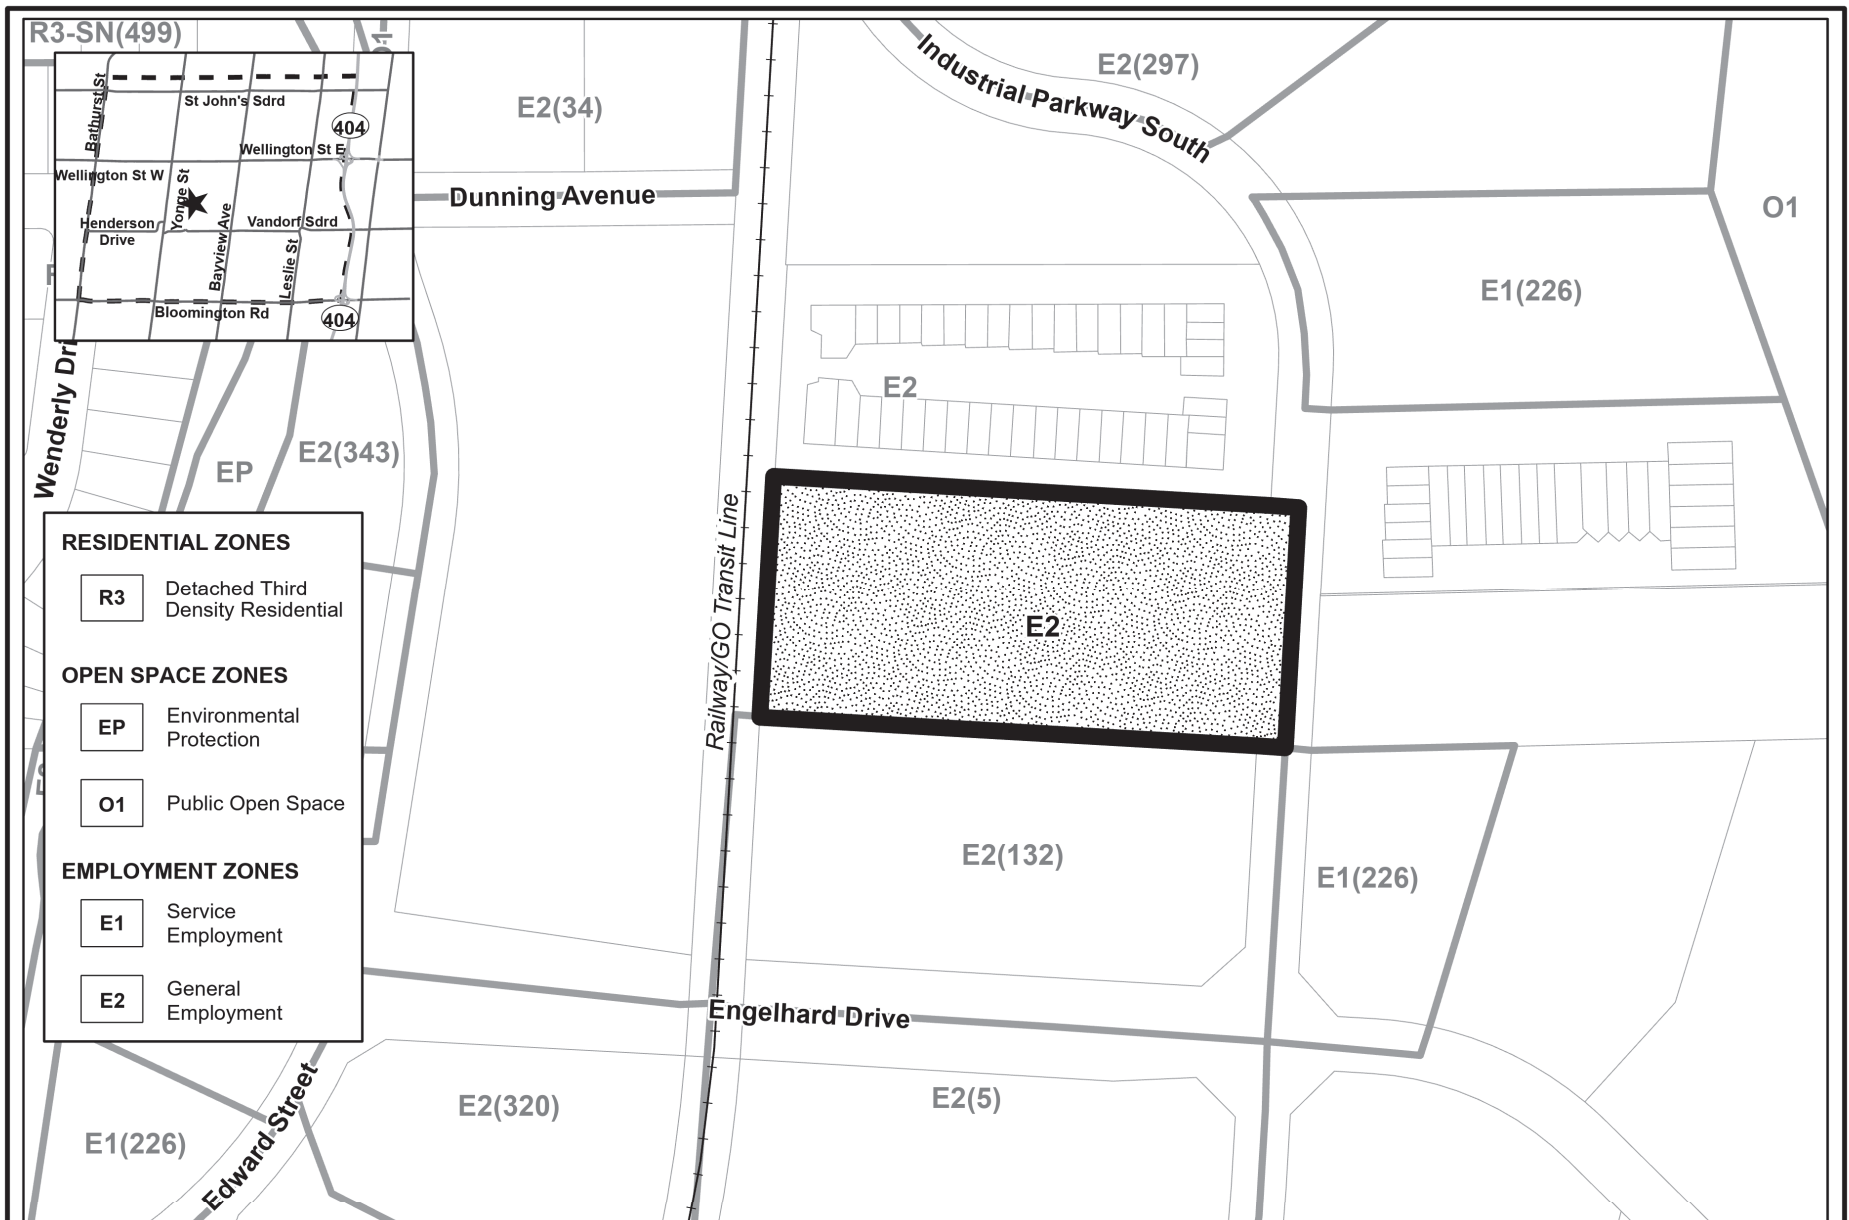 R3-SN(499)
E2(34)
Industrial Parkway South
E2(297)
St John's Sdrd
Bathurst St
404
Wellington St E
Wellington St W
Yonge St
Henderson
Drive
Vandorf Sdrd
Bayview Ave
Leslie St
Bloomington Rd
404
Dunning Avenue
O1
E1(226)
E2
Wenderly Dri
EP
E2(343)
Railway/GO Transit Line
E2
RESIDENTIAL ZONES
R3
Detached Third
Density Residential
OPEN SPACE ZONES
EP
Environmental
Protection
O1
Public Open Space
EMPLOYMENT ZONES
E1
Service
Employment
E2
General
Employment
E2(132)
E1(226)
Engelhard Drive
E2(320)
E2(5)
E1(226)
Edward Street